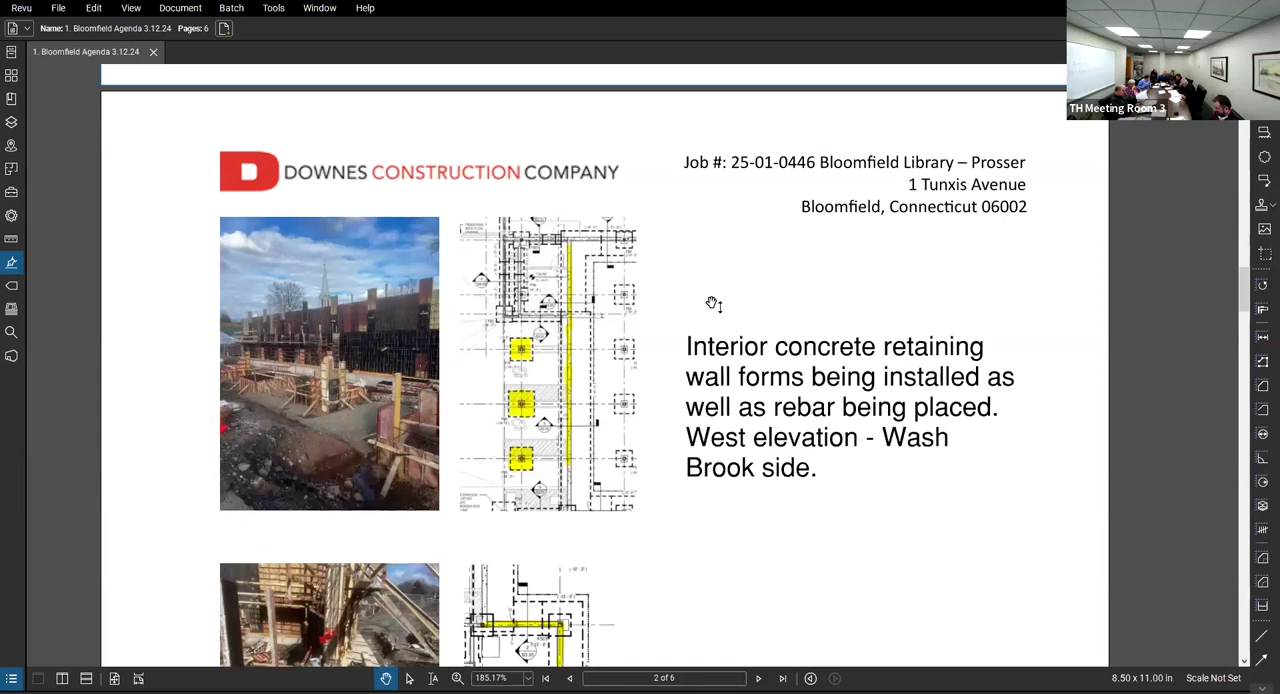 Revu File Edit View Document Batch Tools Window Help
Name: 1. Bloomfield Agenda 3.12.24 Pages: 6
1. Bloomfield Agenda 3.12.24
TH Meeting Room 3
D DOWNES CONSTRUCTION COMPANY
Job #: 25-01-0446 Bloomfield Library – Prosser
1 Tunxis Avenue
Bloomfield, Connecticut 06002
Interior concrete retaining
wall forms being installed as
well as rebar being placed.
West elevation - Wash
Brook side.
185.17%
2 of 6
8.50 x 11.00 in
Scale Not Set